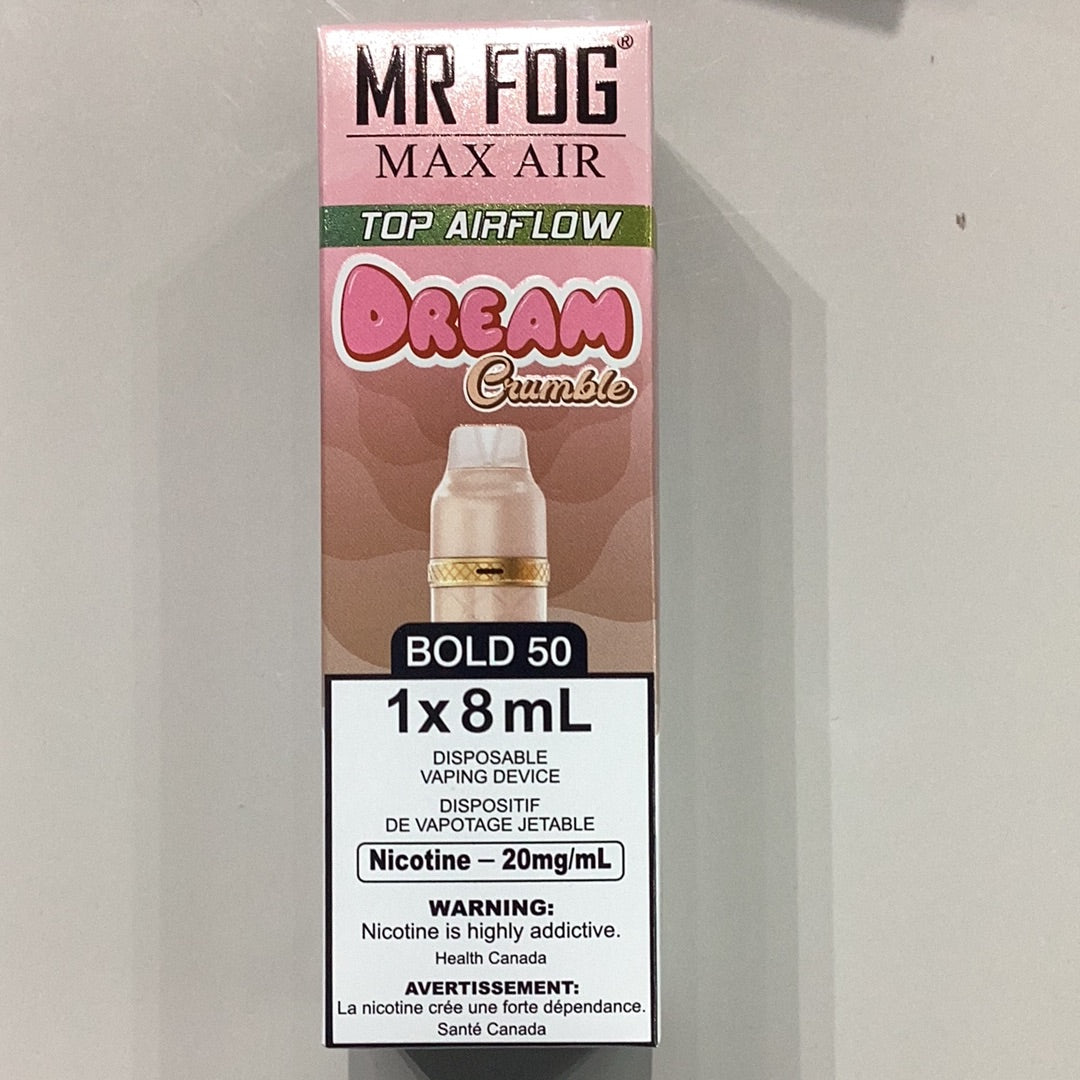 MR FOG®
MAX AIR
TOP AIRFLOW
DREAM
Crumble
BOLD 50
1x8mL
DISPOSABLE
VAPING DEVICE
DISPOSITIF
DE VAPOTAGE JETABLE
Nicotine – 20mg/mL
WARNING:
Nicotine is highly addictive.
Health Canada
AVERTISSEMENT:
La nicotine crée une forte dépendance.
Santé Canada